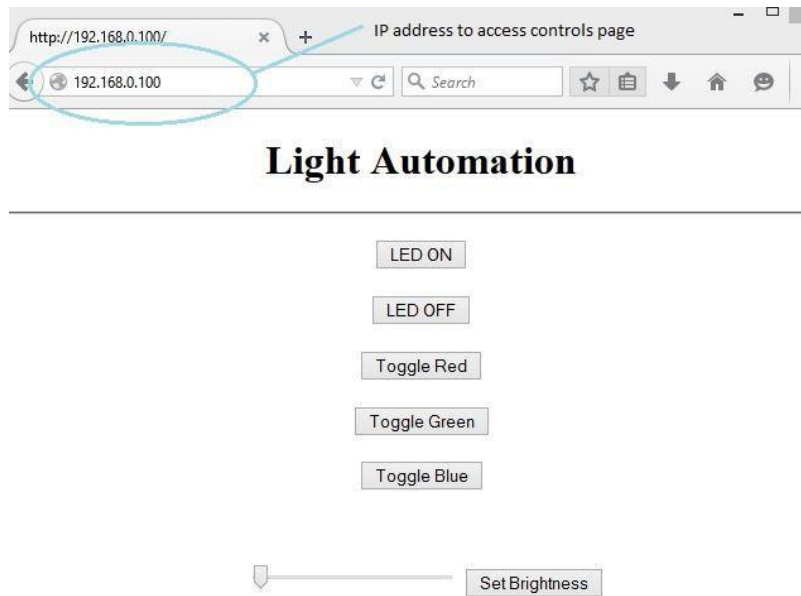 http://192.168.0.100/
IP address to access controls page
192.168.0.100
Search
Light Automation
LED ON
LED OFF
Toggle Red
Toggle Green
Toggle Blue
Set Brightness